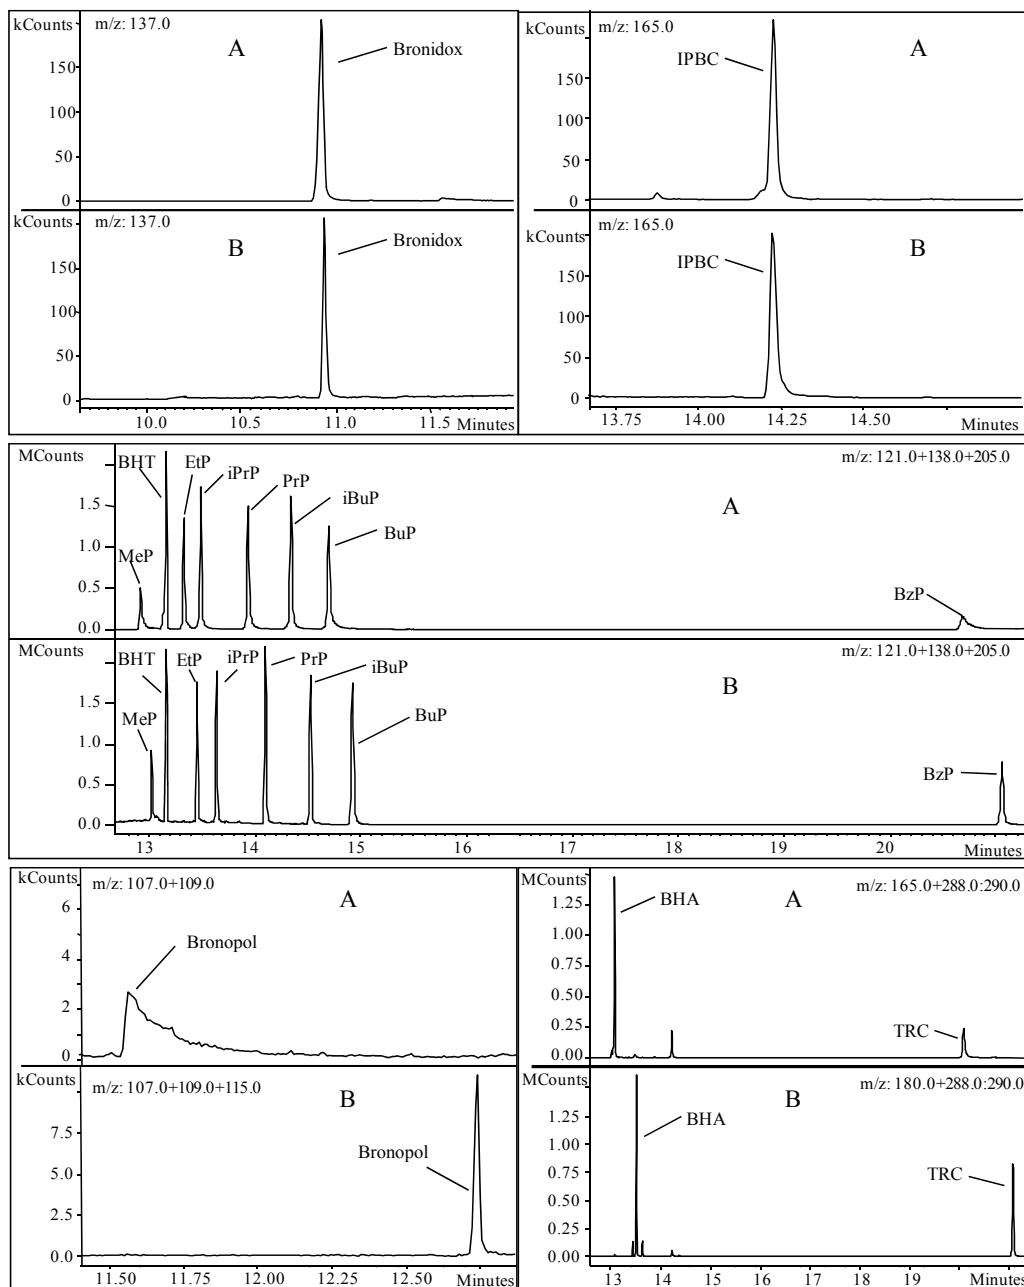 kCounts m/z: 137.0
A
Bronidox
150
100
50
0
kCounts m/z: 137.0
B
Bronidox
150
100
50
0
10.0 10.5 11.0 11.5 Minutes
kCounts m/z: 165.0
A
IPBC
150
100
50
0
kCounts m/z: 165.0
B
IPBC
150
100
50
0
13.75 14.00 14.25 14.50 Minutes
MCounts m/z: 121.0+138.0+205.0
BHT EtP iPrP PrP iBuP BuP
A
MeP
BzP
1.5
1.0
0.5
0.0
MCounts m/z: 121.0+138.0+205.0
BHT EtP iPrP PrP iBuP BuP
B
MeP
BzP
1.5
1.0
0.5
0.0
13 14 15 16 17 18 19 20 Minutes
kCounts m/z: 107.0+109.0
A
Bronopol
6
4
2
0
kCounts m/z: 107.0+109.0+115.0
B
Bronopol
7.5
5.0
2.5
0.0
11.50 11.75 12.00 12.25 12.50 Minutes
MCounts m/z: 165.0+288.0:290.0
A
BHA
TRC
1.25
1.00
0.75
0.50
0.25
0.00
MCounts m/z: 180.0+288.0:290.0
B
BHA
TRC
1.25
1.00
0.75
0.50
0.25
0.00
13 14 15 16 17 18 19 Minutes